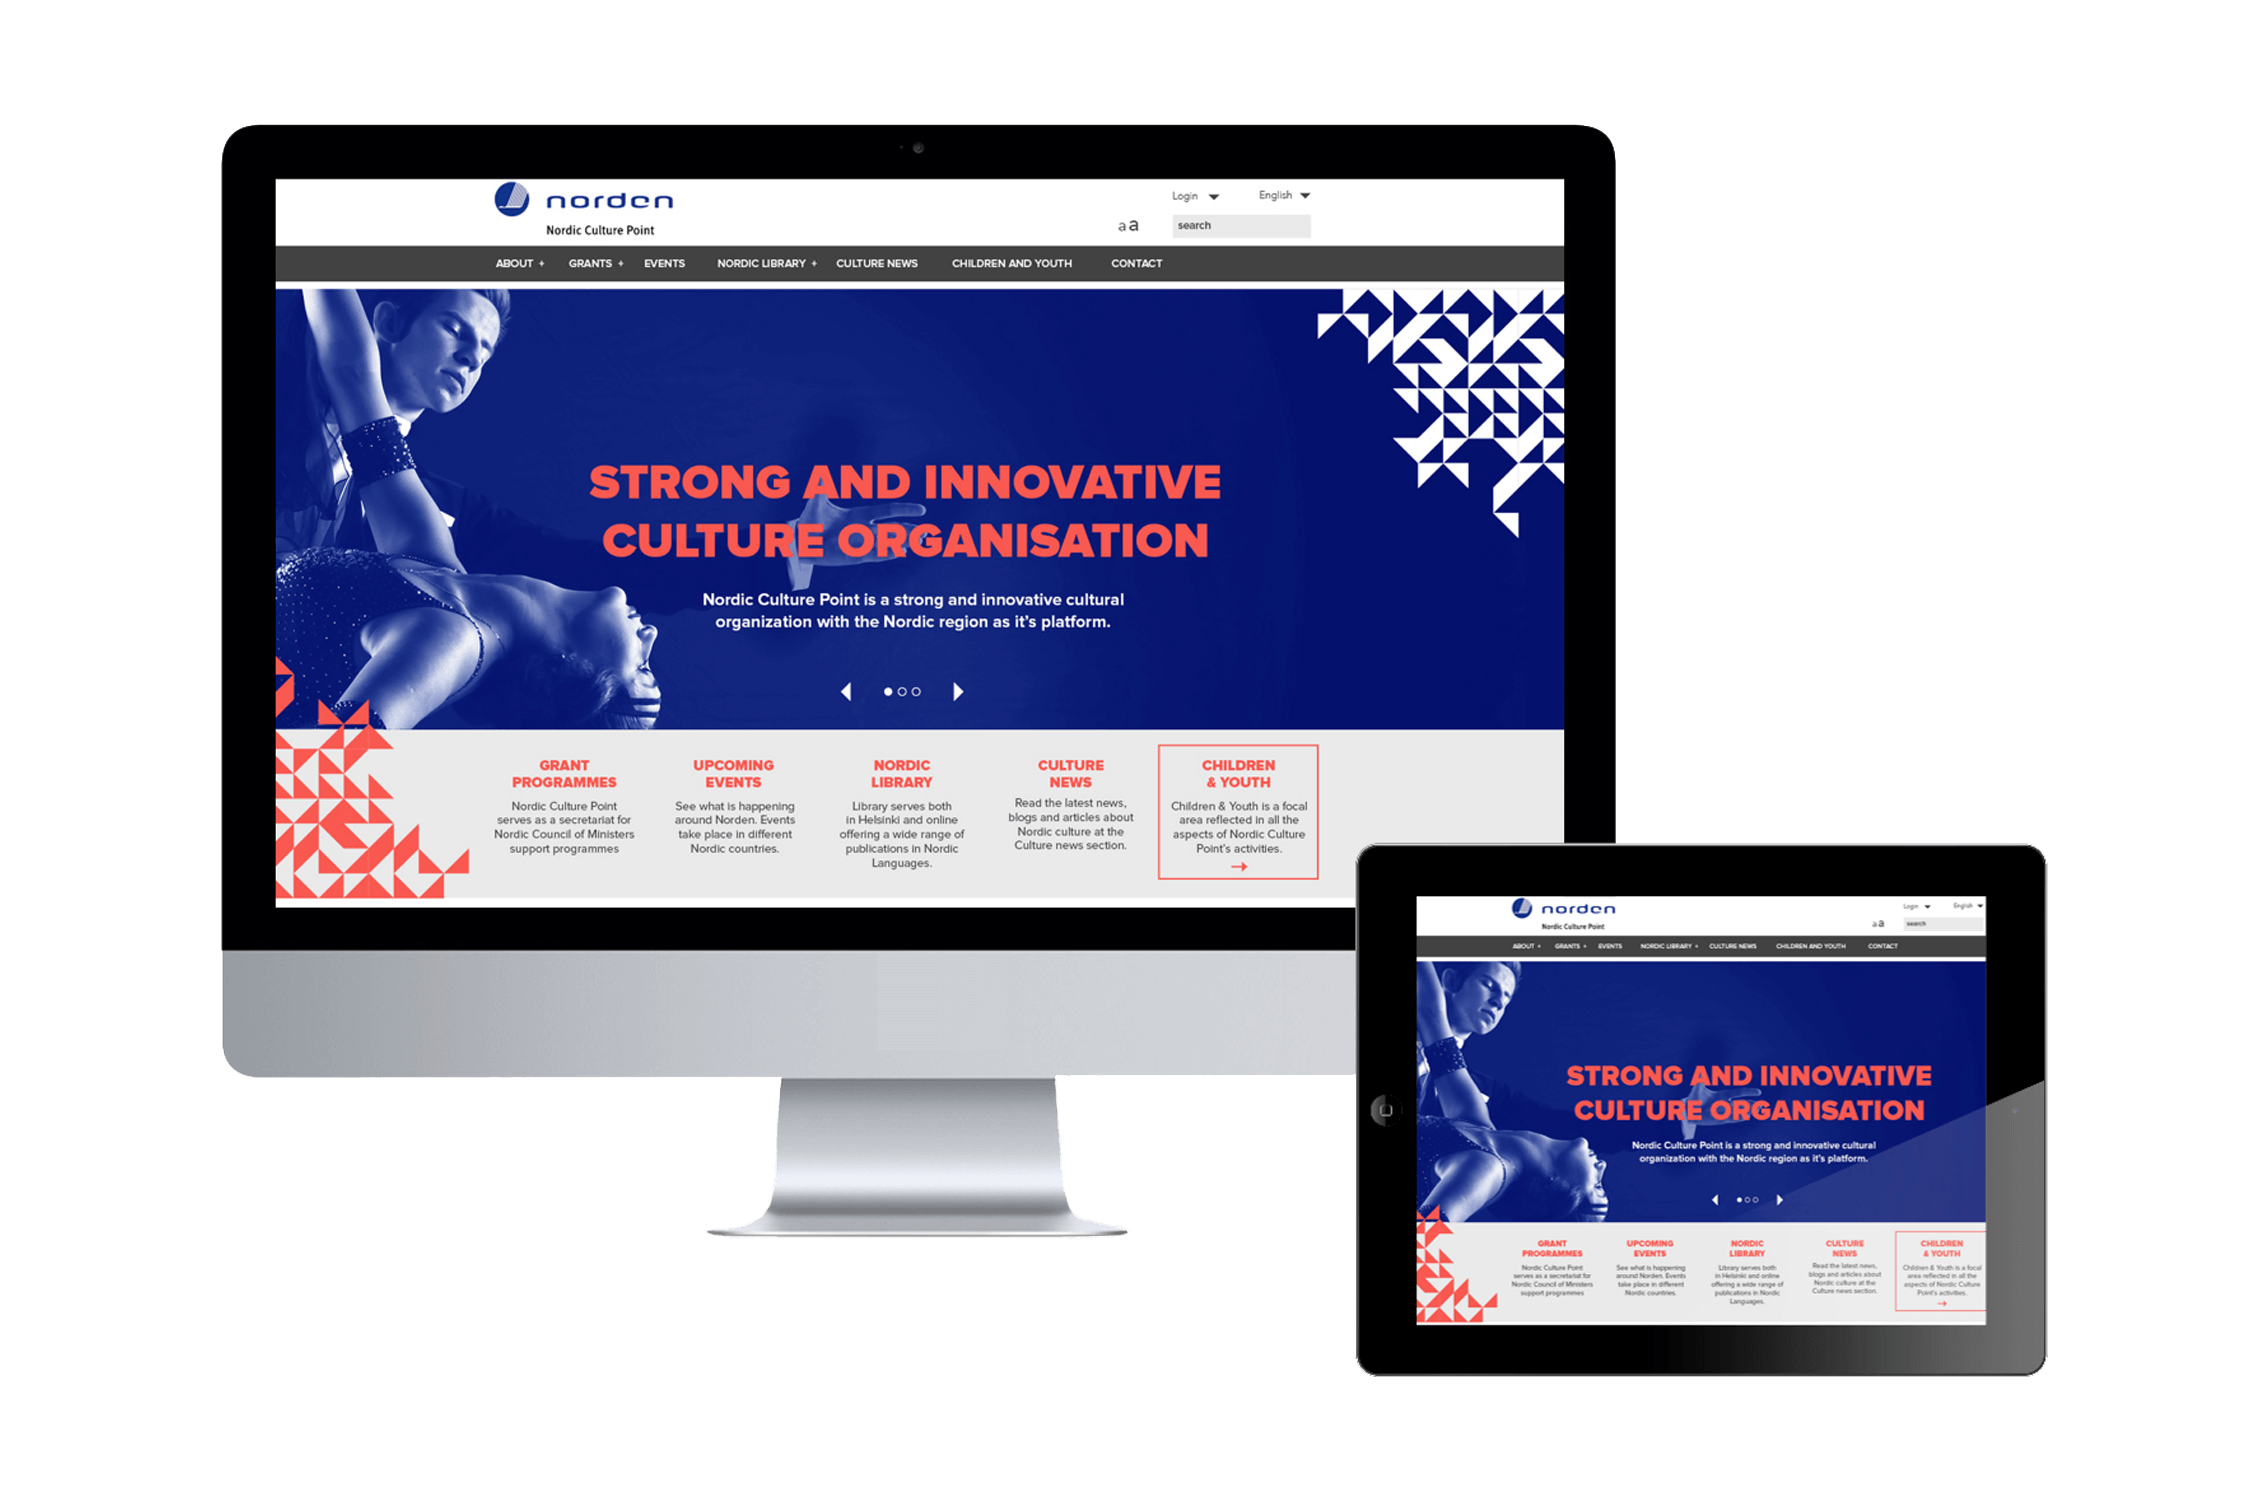 norden
Nordic Culture Point
Login
English
a a
search
ABOUT +
GRANTS +
EVENTS
NORDIC LIBRARY +
CULTURE NEWS
CHILDREN AND YOUTH
CONTACT
STRONG AND INNOVATIVE
CULTURE ORGANISATION
Nordic Culture Point is a strong and innovative cultural
organization with the Nordic region as it's platform.
GRANT
PROGRAMMES
Nordic Culture Point
serves as a secretariat for
Nordic Council of Ministers
support programmes
UPCOMING
EVENTS
See what is happening
around Norden. Events
take place in different
Nordic countries.
NORDIC
LIBRARY
Library serves both
in Helsinki and online
offering a wide range of
publications in Nordic
Languages.
CULTURE
NEWS
Read the latest news,
blogs and articles about
Nordic culture at the
Culture news section.
CHILDREN
& YOUTH
Children & Youth is a focal
area reflected in all the
aspects of Nordic Culture
Point's activities.
norden
Nordic Culture Point
Login
English
a a
search
ABOUT +
GRANTS +
EVENTS
NORDIC LIBRARY +
CULTURE NEWS
CHILDREN AND YOUTH
CONTACT
STRONG AND INNOVATIVE
CULTURE ORGANISATION
Nordic Culture Point is a strong and innovative cultural
organization with the Nordic region as it's platform.
GRANT
PROGRAMMES
Nordic Culture Point
serves as a secretariat for
Nordic Council of Ministers
support programmes
UPCOMING
EVENTS
See what is happening
around Norden. Events
take place in different
Nordic countries.
NORDIC
LIBRARY
Library serves both
in Helsinki and online
offering a wide range of
publications in Nordic
Languages.
CULTURE
NEWS
Read the latest news,
blogs and articles about
Nordic culture at the
Culture news section.
CHILDREN
& YOUTH
Children & Youth is a focal
area reflected in all the
aspects of Nordic Culture
Point's activities.